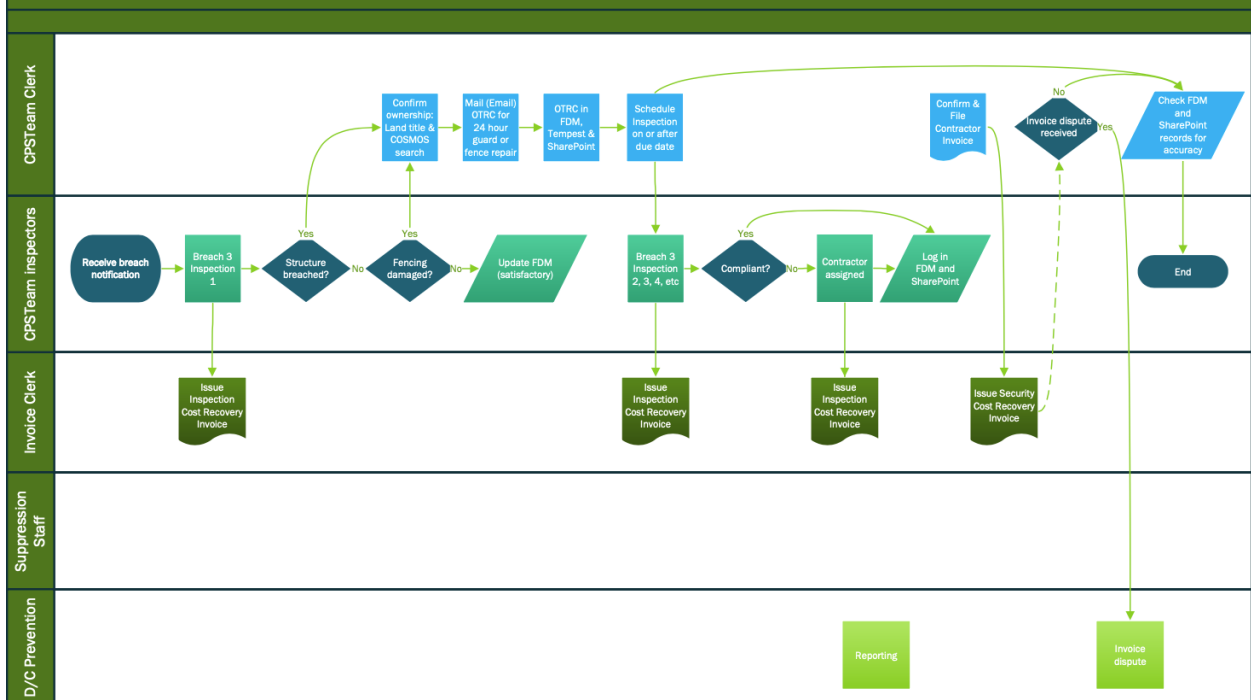 CPSTeam Clerk
Confirm
ownership:
Land title &
COSMOS
search
Mail (Email)
OTRC for
24 hour
guard or
fence repair
OTRC in
FDM,
Tempest &
SharePoint
Schedule
Inspection
on or after
due date
Confirm &
File
Contractor
Invoice
No
Invoice dispute
received
Yes
Check FDM
and
SharePoint
records for
accuracy
CPSTeam inspectors
Receive breach
notification
Breach 3
Inspection
1
Yes
Structure
breached?
No
Yes
Fencing
damaged?
No
Update FDM
(satisfactory)
Breach 3
Inspection
2, 3, 4, etc
Yes
Compliant?
No
Contractor
assigned
Log in
FDM and
SharePoint
End
Invoice Clerk
Issue
Inspection
Cost Recovery
Invoice
Issue
Inspection
Cost Recovery
Invoice
Issue
Inspection
Cost Recovery
Invoice
Issue Security
Cost Recovery
Invoice
Suppression
Staff
D/C Prevention
Reporting
Invoice
dispute